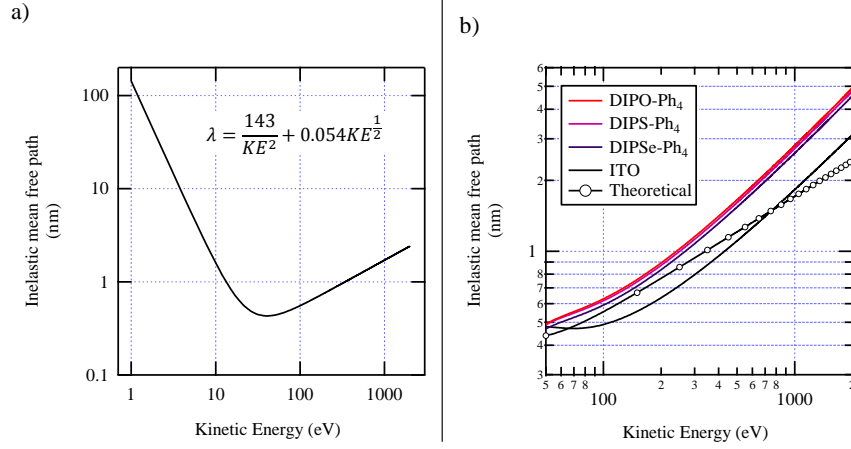 a)
Inelastic mean free path
(nm)
100
10
1
0.1
λ = 143/KE² + 0.054KE^(1/2)
1
10
100
1000
Kinetic Energy (eV)
b)
Inelastic mean free path
(nm)
6
5
4
3
2
1
9
8
7
6
5
4
3
DIPO-Ph₄
DIPS-Ph₄
DIPSe-Ph₄
ITO
Theoretical
5 6 7 8 2 3 4 5 6 7 8 2
100 1000
Kinetic Energy (eV)